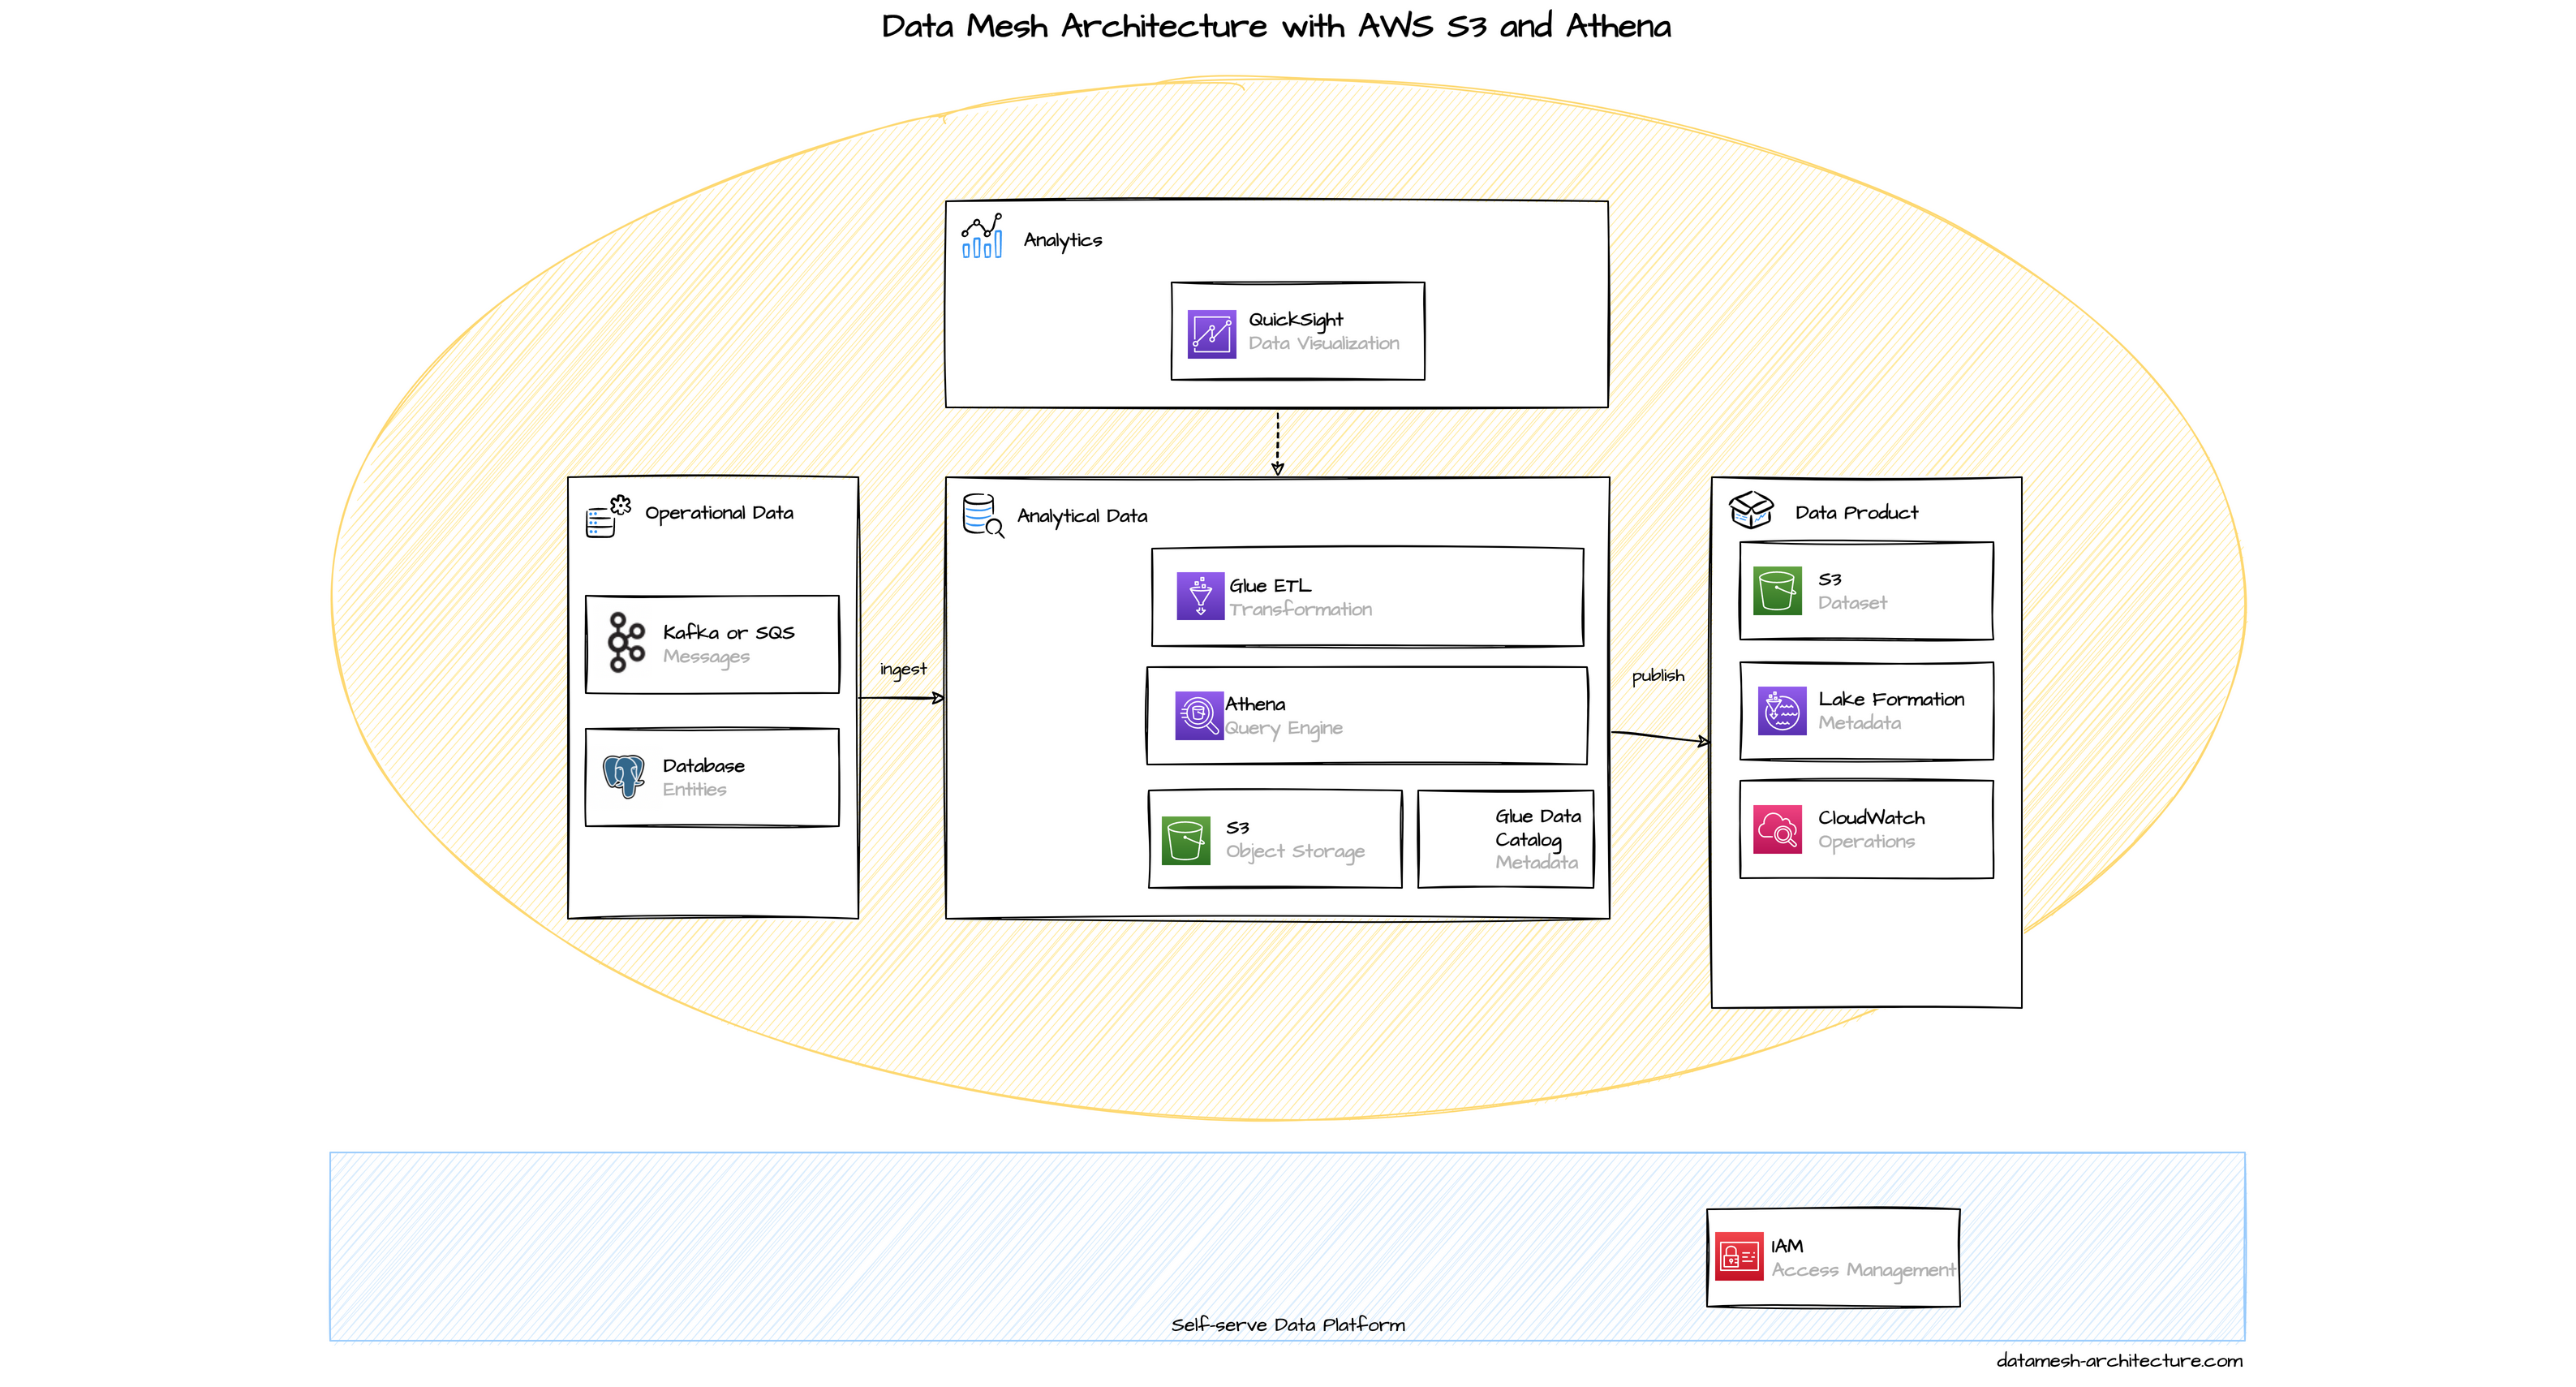 Data Mesh Architecture with AWS S3 and Athena
Analytics
QuickSight
Data Visualization
Operational Data
Kafka or SQS
Messages
Database
Entities
ingest
Analytical Data
Glue ETL
Transformation
Athena
Query Engine
S3
Object Storage
Glue Data
Catalog
Metadata
publish
Data Product
S3
Dataset
Lake Formation
Metadata
CloudWatch
Operations
IAM
Access Management
Self-serve Data Platform
datamesh-architecture.com